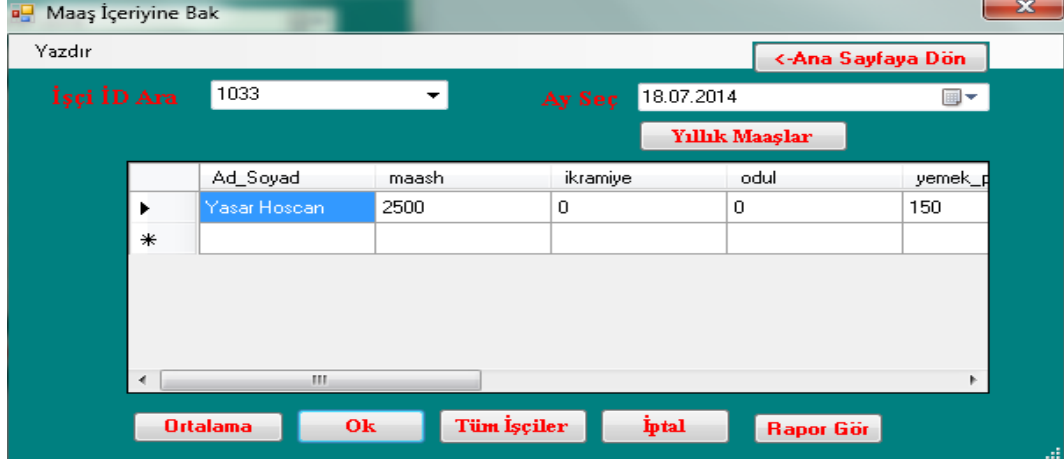 Maaş İçeriyine Bak
Yazdır
<-Ana Sayfaya Dön
İşçi İD Ara 1033 Ay Seç 18.07.2014
Yıllık Maaşlar
Ad_Soyad maash ikramiye odul yemek_p
Yasar Hoscan 2500 0 0 150
Ortalama Ok Tüm İşçiler İptal Rapor Gör